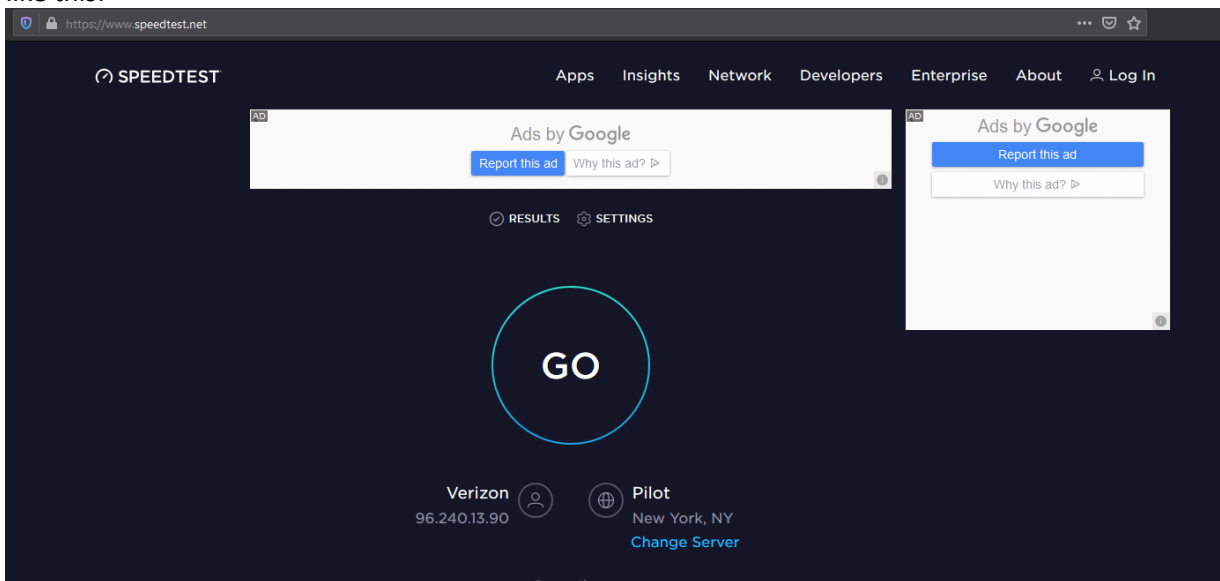 like this:
https://www.speedtest.net
SPEEDTEST
Apps Insights Network Developers Enterprise About Log In
AD
Ads by Google
Report this ad Why this ad?
AD
Ads by Google
Report this ad
Why this ad?
RESULTS SETTINGS
GO
Verizon
96.240.13.90
Pilot
New York, NY
Change Server